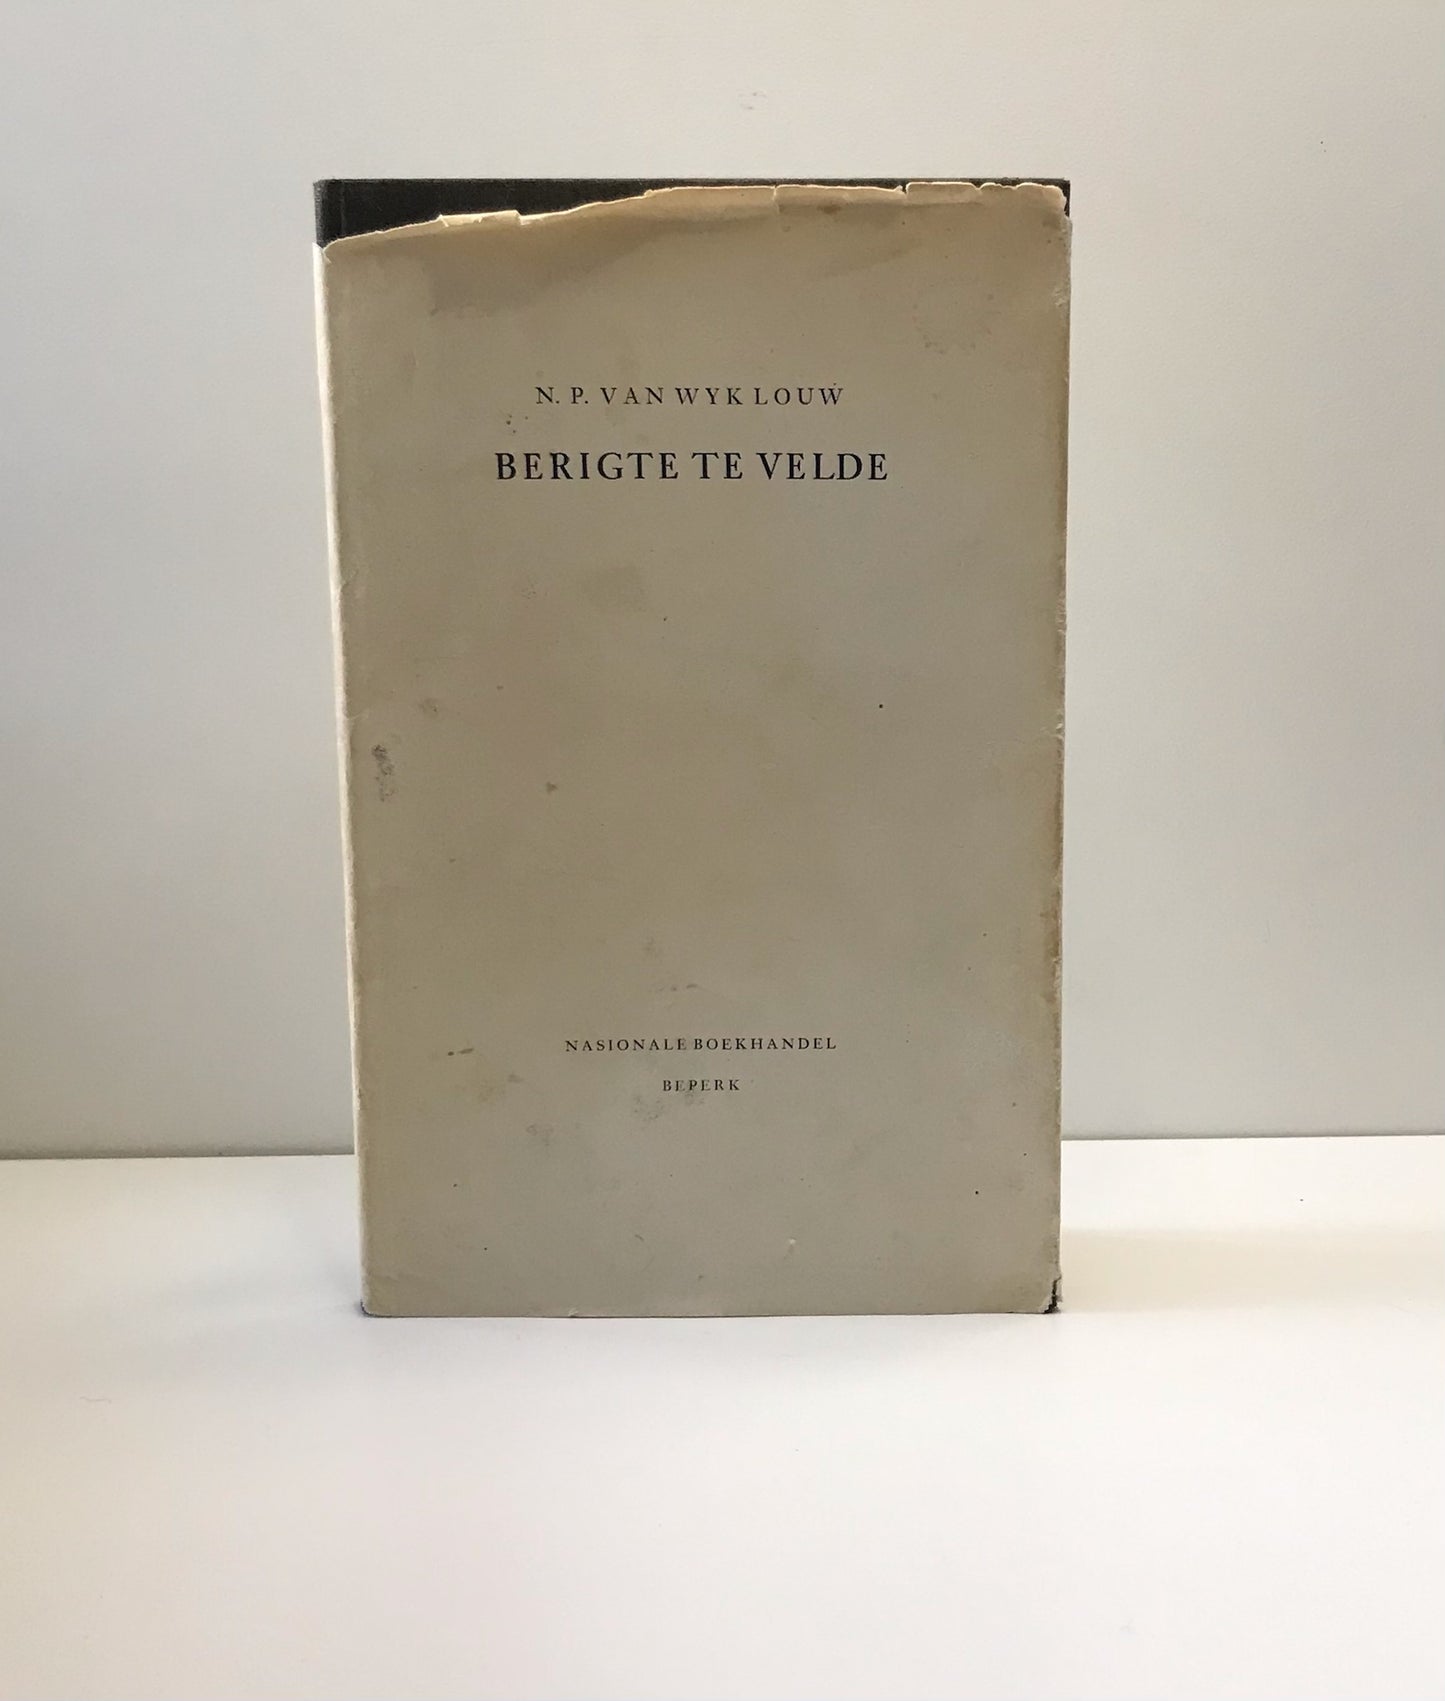 N. P. VAN WYK LOUW
BERIGTE TE VELDE
NASIONALE BOEKHANDEL
BEPERK